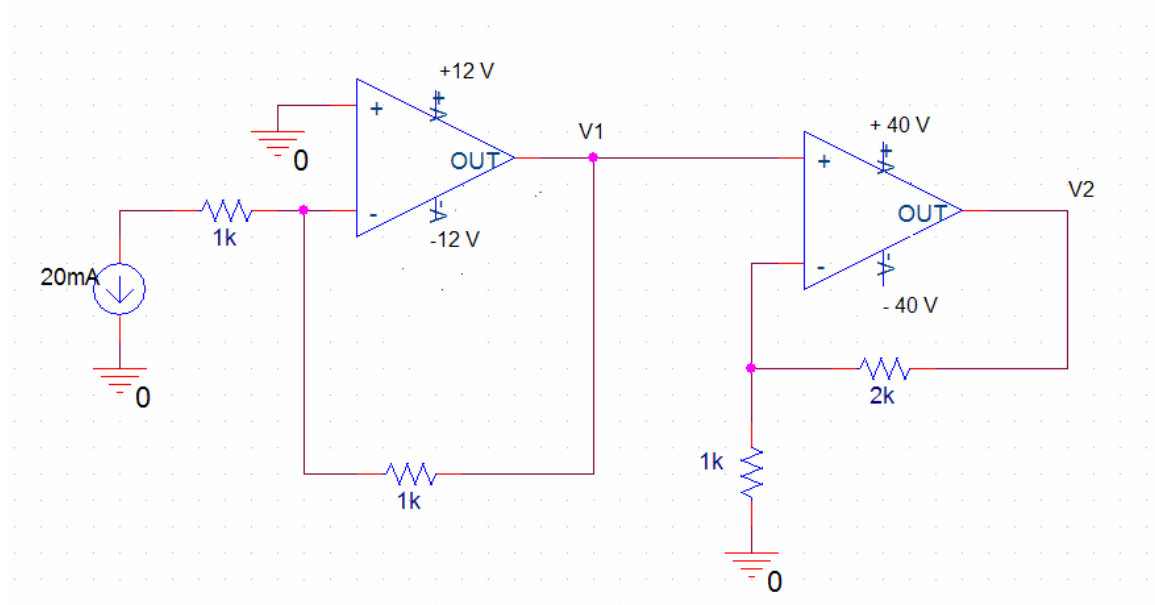 +12 V
+
V+
0
OUT
V1
1k
-
V-
-12 V
20mA
0
1k
+ 40 V
+
V+
OUT
V2
-
V-
- 40 V
2k
1k
0